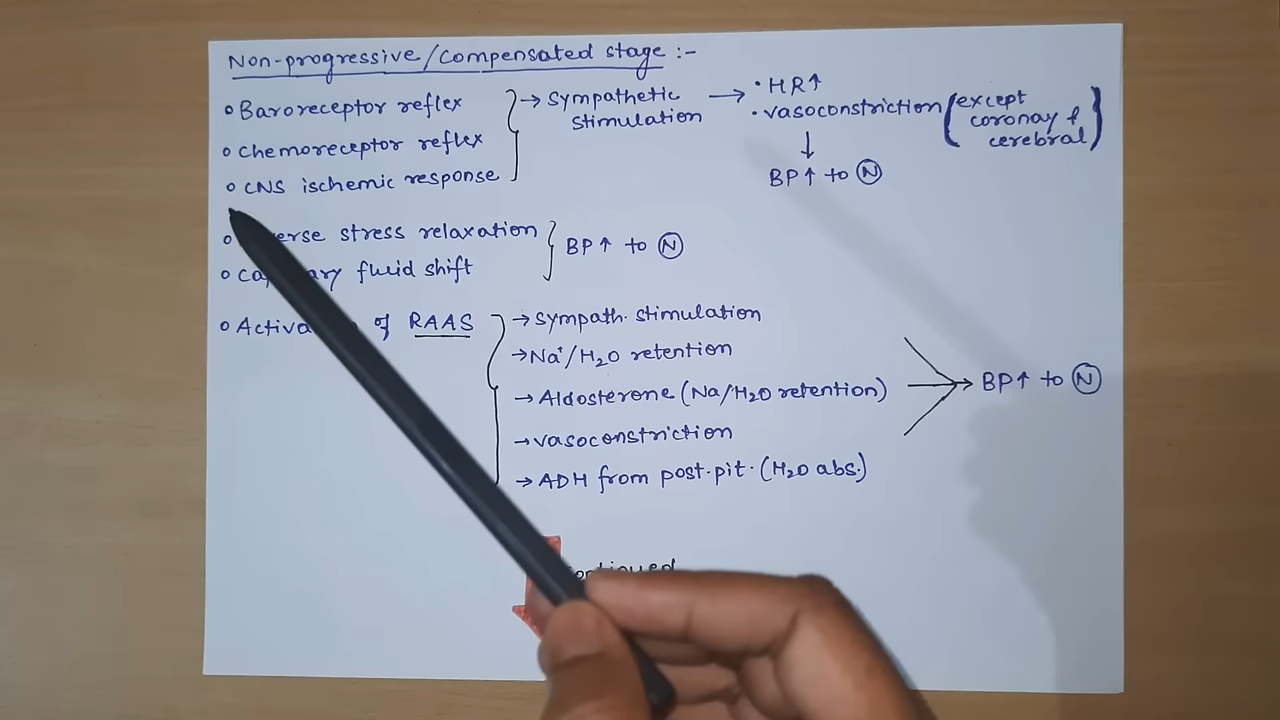 Non-progressive/Compensated stage :-
Baroreceptor reflex
Chemoreceptor reflex
CNS ischemic response
→ Sympathetic stimulation
→ • HR↑
• vasoconstriction (except coronay & cerebral)
↓
BP↑ to Ⓝ
stress relaxation
fluid shift
BP↑ to Ⓝ
of RAAS
→ Sympath. stimulation
→ Na⁺/H2O retention
→ Aldosterone (Na/H2O retention)
→ vasoconstriction
→ ADH from post.pit. (H2O abs.)
→ BP↑ to Ⓝ